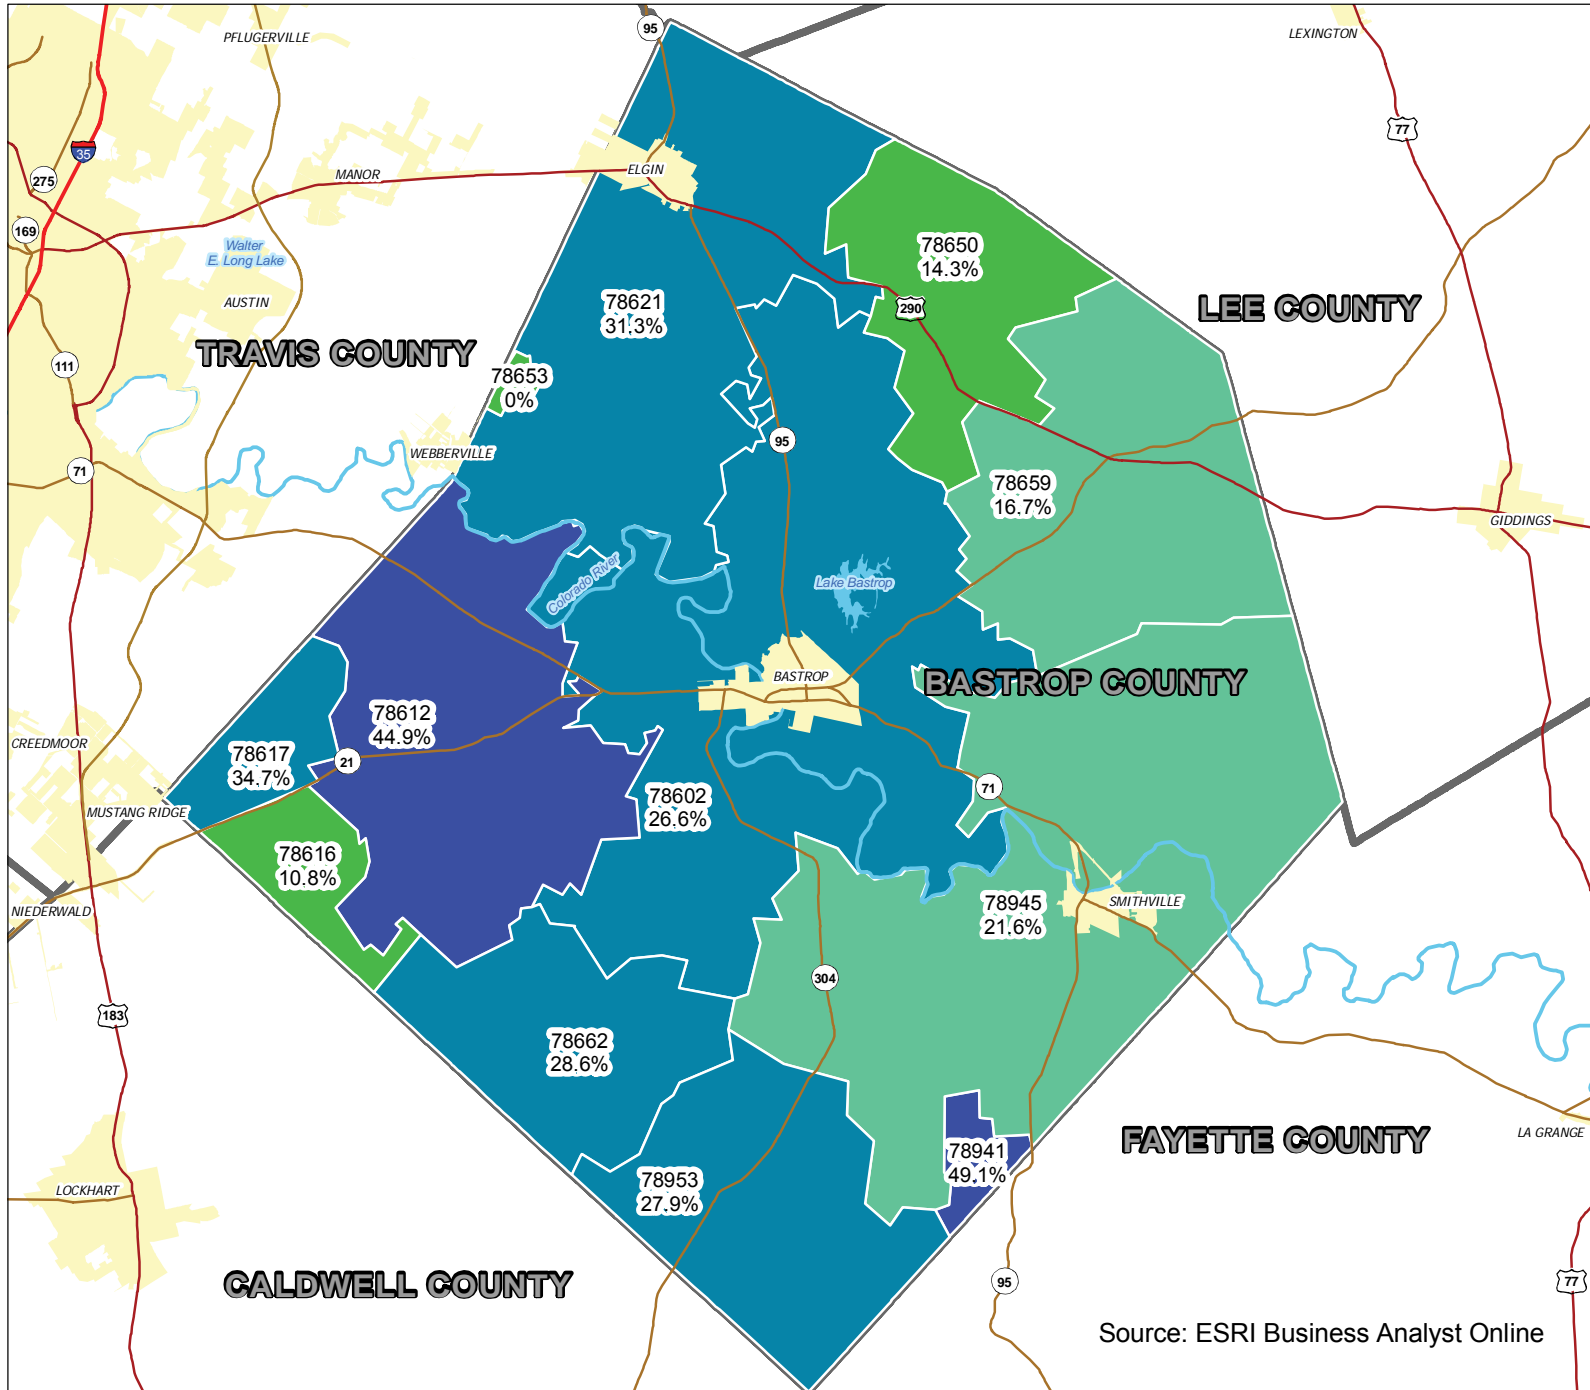 95
PFLUGERVILLE
LEXINGTON
77
35
275
MANOR
ELGIN
169
Walter
E. Long Lake
AUSTIN
78650
14.3%
78621
31.3%
290
LEE COUNTY
TRAVIS COUNTY
111
78653
0%
WEBBERVILLE
95
71
78659
16.7%
GIDDINGS
Colorado River
Lake Bastrop
BASTROP
BASTROP COUNTY
78612
44.9%
CREEDMOOR
78617
34.7%
21
71
78602
26.6%
MUSTANG RIDGE
78616
10.8%
NIEDERWALD
78945
21.6%
SMITHVILLE
304
183
78662
28.6%
FAYETTE COUNTY
LA GRANGE
78941
49.1%
78953
27.9%
LOCKHART
CALDWELL COUNTY
95
77
Source: ESRI Business Analyst Online